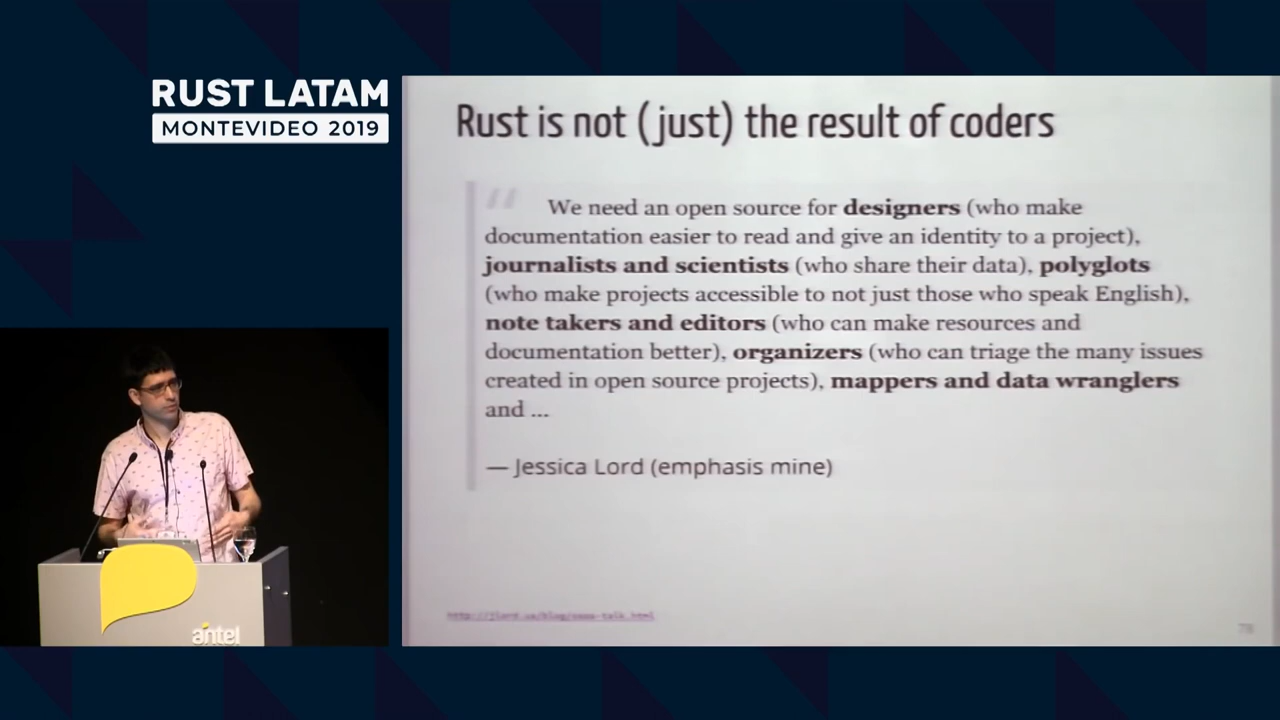 RUST LATAM
MONTEVIDEO 2019
Rust is not (just) the result of coders
“ We need an open source for designers (who make
documentation easier to read and give an identity to a project),
journalists and scientists (who share their data), polyglots
(who make projects accessible to not just those who speak English),
note takers and editors (who can make resources and
documentation better), organizers (who can triage the many issues
created in open source projects), mappers and data wranglers
and ...
— Jessica Lord (emphasis mine)
antel